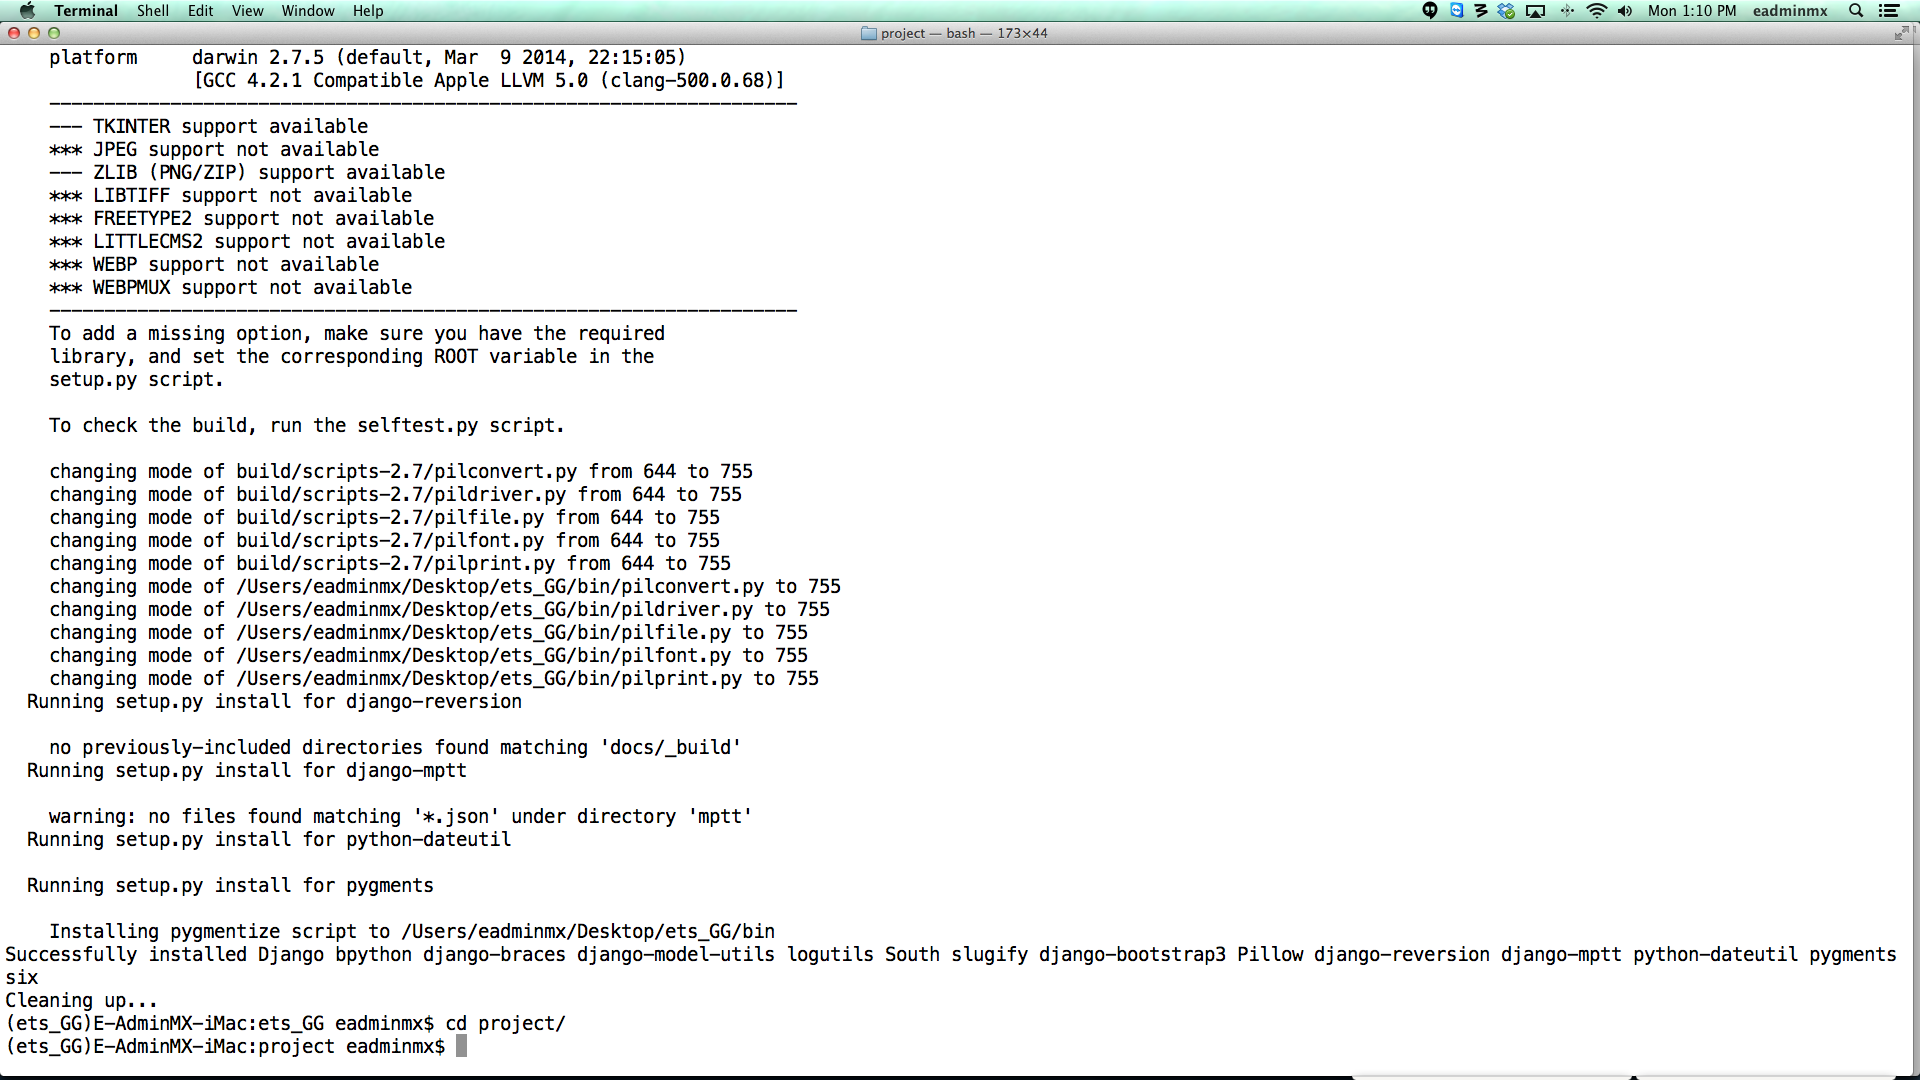 Terminal Shell Edit View Window Help Mon 1:10 PM eadminmx
project — bash — 173×44
platform darwin 2.7.5 (default, Mar 9 2014, 22:15:05)
[GCC 4.2.1 Compatible Apple LLVM 5.0 (clang-500.0.68)]
--------------------------------------------------------------------
--- TKINTER support available
*** JPEG support not available
--- ZLIB (PNG/ZIP) support available
*** LIBTIFF support not available
*** FREETYPE2 support not available
*** LITTLECMS2 support not available
*** WEBP support not available
*** WEBPMUX support not available
--------------------------------------------------------------------
To add a missing option, make sure you have the required
library, and set the corresponding ROOT variable in the
setup.py script.
To check the build, run the selftest.py script.
changing mode of build/scripts-2.7/pilconvert.py from 644 to 755
changing mode of build/scripts-2.7/pildriver.py from 644 to 755
changing mode of build/scripts-2.7/pilfile.py from 644 to 755
changing mode of build/scripts-2.7/pilfont.py from 644 to 755
changing mode of build/scripts-2.7/pilprint.py from 644 to 755
changing mode of /Users/eadminmx/Desktop/ets_GG/bin/pilconvert.py to 755
changing mode of /Users/eadminmx/Desktop/ets_GG/bin/pildriver.py to 755
changing mode of /Users/eadminmx/Desktop/ets_GG/bin/pilfile.py to 755
changing mode of /Users/eadminmx/Desktop/ets_GG/bin/pilfont.py to 755
changing mode of /Users/eadminmx/Desktop/ets_GG/bin/pilprint.py to 755
Running setup.py install for django-reversion
no previously-included directories found matching 'docs/_build'
Running setup.py install for django-mptt
warning: no files found matching '*.json' under directory 'mptt'
Running setup.py install for python-dateutil
Running setup.py install for pygments
Installing pygmentize script to /Users/eadminmx/Desktop/ets_GG/bin
Successfully installed Django bpython django-braces django-model-utils logutils South slugify django-bootstrap3 Pillow django-reversion django-mptt python-dateutil pygments
six
Cleaning up...
(ets_GG)E-AdminMX-iMac:ets_GG eadminmx$ cd project/
(ets_GG)E-AdminMX-iMac:project eadminmx$